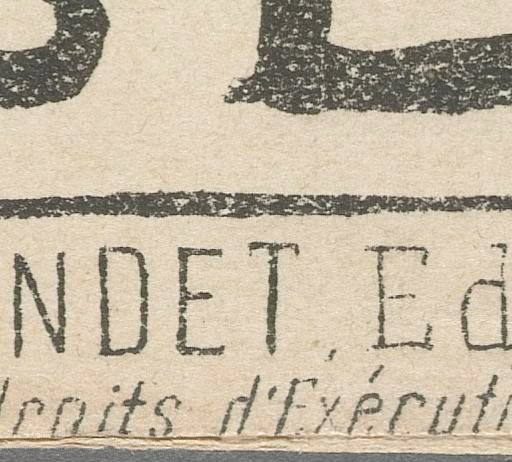 NDET, Ed
droits d'Exécuti